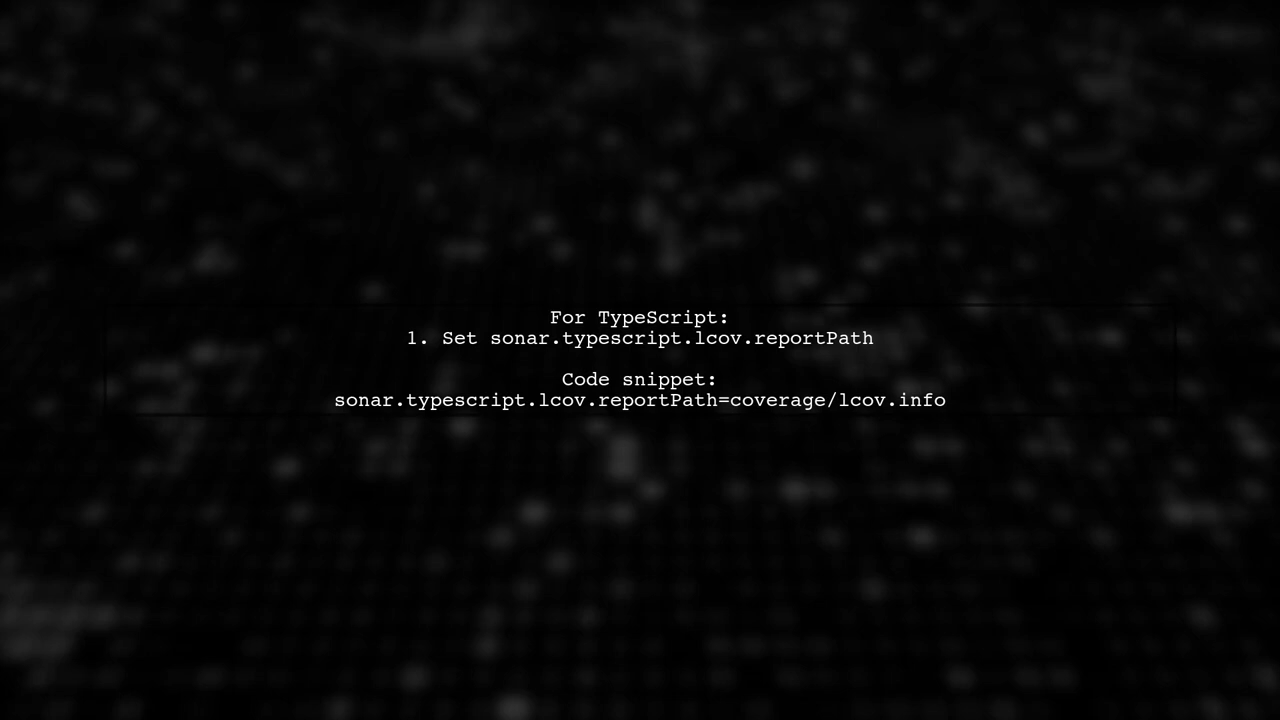 For TypeScript:
1. Set sonar.typescript.lcov.reportPath
Code snippet:
sonar.typescript.lcov.reportPath=coverage/lcov.info